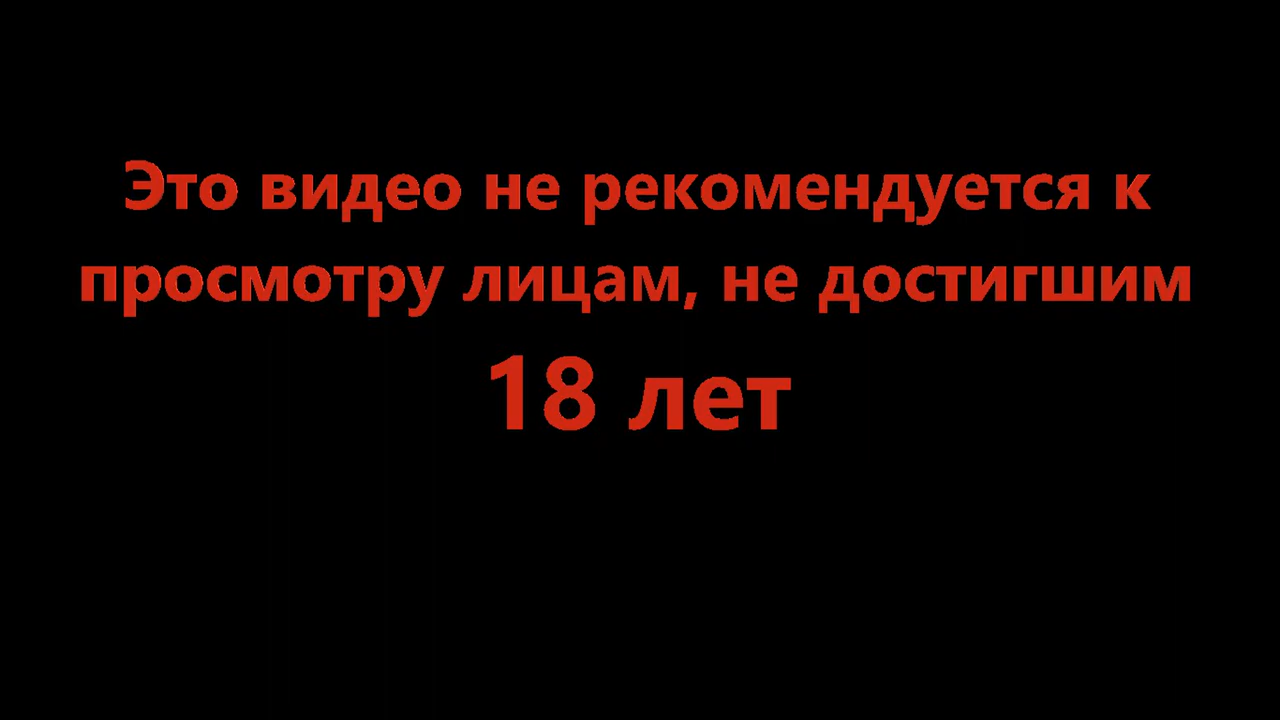 Это видео не рекомендуется к
просмотру лицам, не достигшим
18 лет